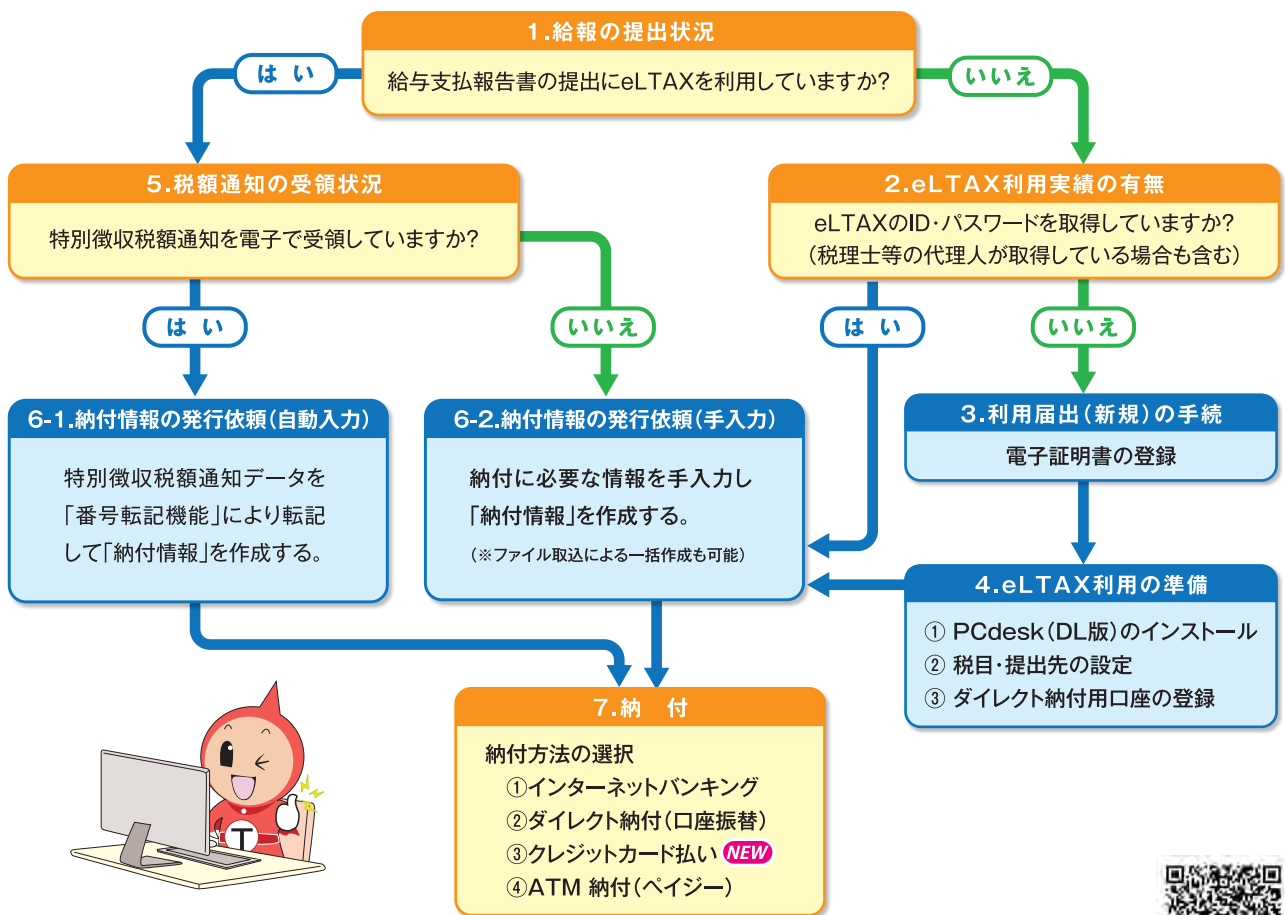 1.給報の提出状況
給与支払報告書の提出にeLTAXを利用していますか?
はい
いいえ
5.税額通知の受領状況
特別徴収税額通知を電子で受領していますか?
2.eLTAX利用実績の有無
eLTAXのID・パスワードを取得していますか?
(税理士等の代理人が取得している場合も含む)
はい
いいえ
はい
いいえ
6-1.納付情報の発行依頼(自動入力)
特別徴収税額通知データを
「番号転記機能」により転記
して「納付情報」を作成する。
6-2.納付情報の発行依頼(手入力)
納付に必要な情報を手入力し
「納付情報」を作成する。
(※ファイル取込による一括作成も可能)
3.利用届出(新規)の手続
電子証明書の登録
4.eLTAX利用の準備
① PCdesk(DL版)のインストール
② 税目・提出先の設定
③ ダイレクト納付用口座の登録
7.納 付
納付方法の選択
①インターネットバンキング
②ダイレクト納付(口座振替)
③クレジットカード払い NEW
④ATM 納付(ペイジー)
T